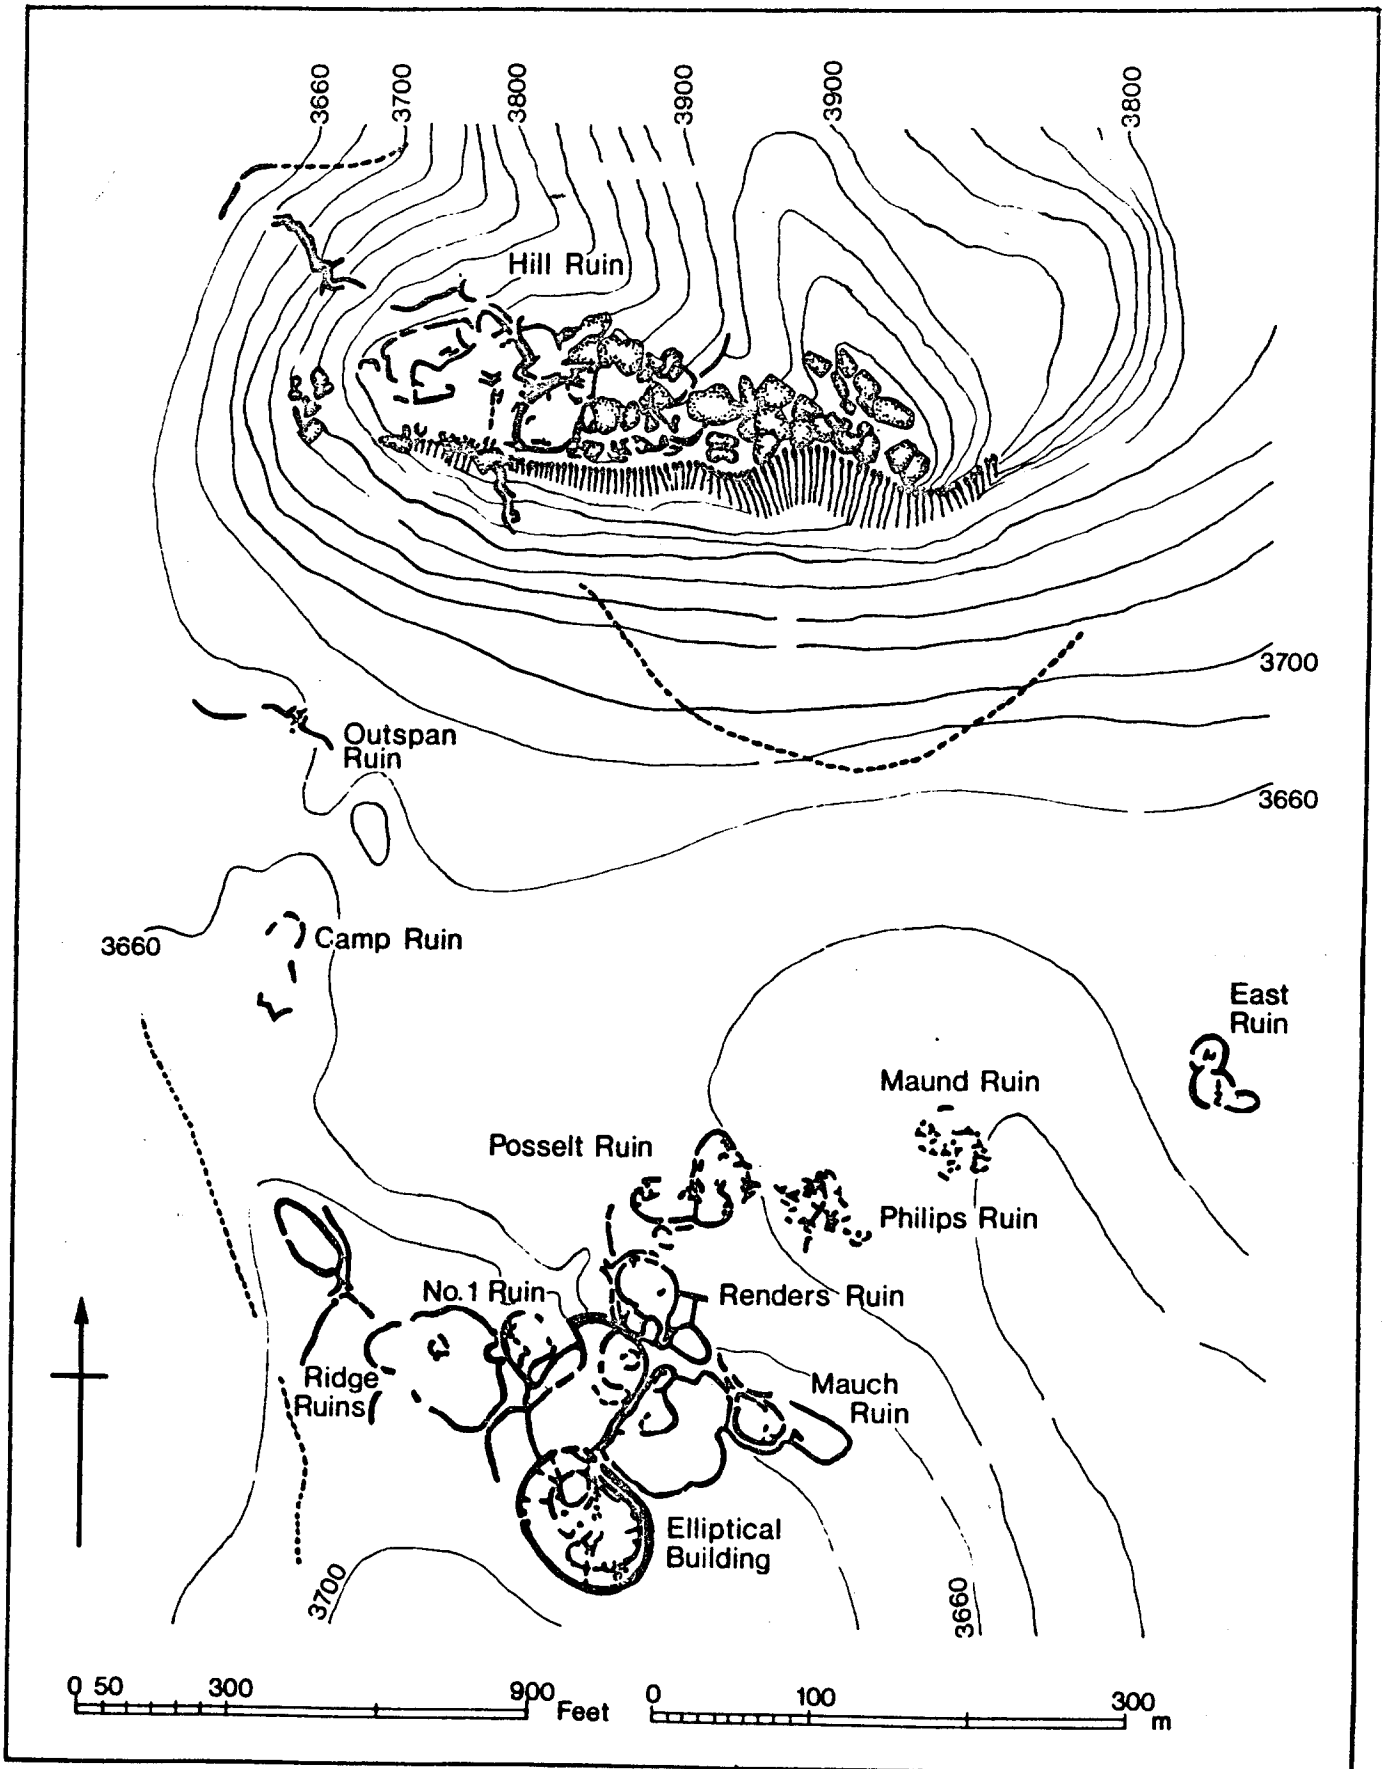 3660
3700
3800
3900
3900
3800
Hill Ruin
3700
Outspan
Ruin
3660
3660
Camp Ruin
East
Ruin
Maund Ruin
Posselt Ruin
Philips Ruin
No.1 Ruin
Renders Ruin
Ridge
Ruins
Mauch
Ruin
Elliptical
Building
3700
3660
0 50 300 900 Feet
0 100 300 m